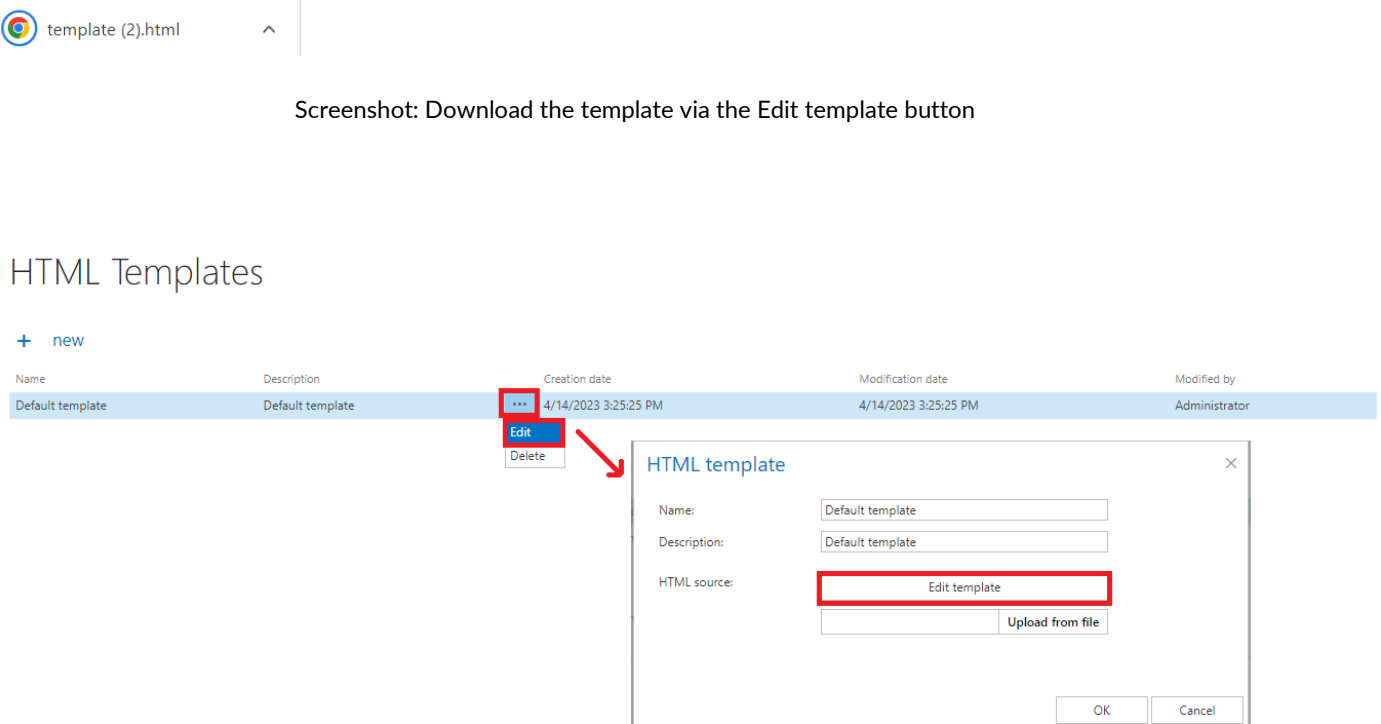 template (2).html
Screenshot: Download the template via the Edit template button
HTML Templates
+ new
Name Description Creation date Modification date Modified by
Default template Default template ••• 4/14/2023 3:25:25 PM 4/14/2023 3:25:25 PM Administrator
Edit
Delete
HTML template
Name: Default template
Description: Default template
HTML source: Edit template
Upload from file
OK Cancel